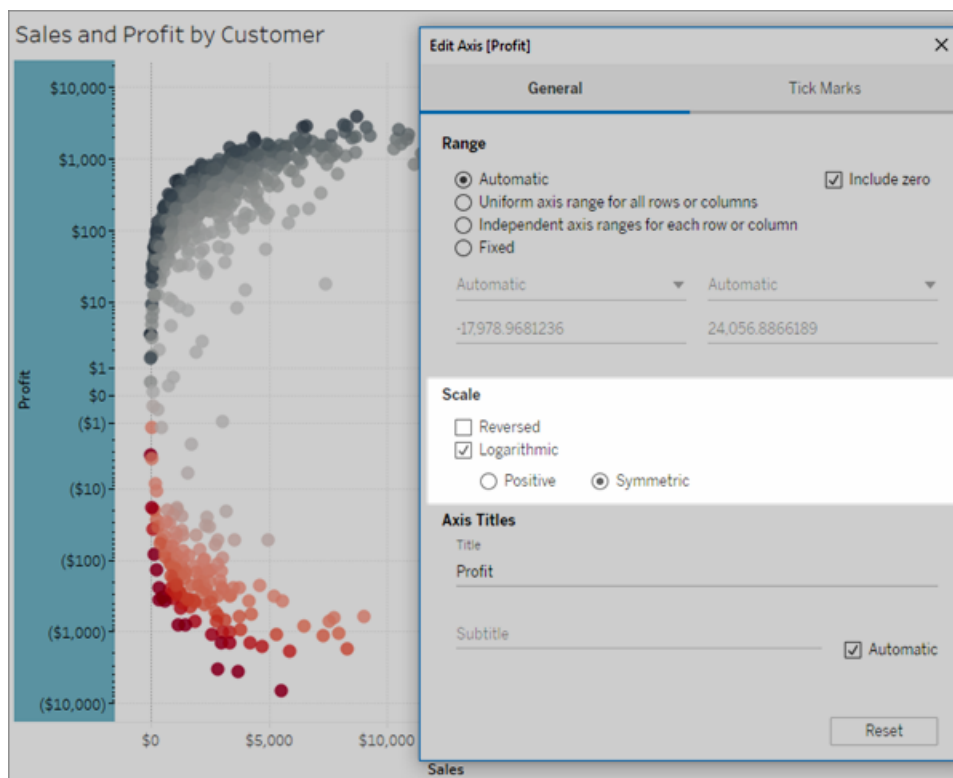 Sales and Profit by Customer
$10,000
$1,000
$100
$10
$1
$0
($1)
($10)
($100)
($1,000)
($10,000)
Profit
$0 $5,000 $10,000
Sales
Edit Axis [Profit]
General Tick Marks
Range
Automatic Include zero
Uniform axis range for all rows or columns
Independent axis ranges for each row or column
Fixed
Automatic Automatic
-17,978.9681236 24,056.8866189
Scale
Reversed
Logarithmic
Positive Symmetric
Axis Titles
Title
Profit
Subtitle Automatic
Reset